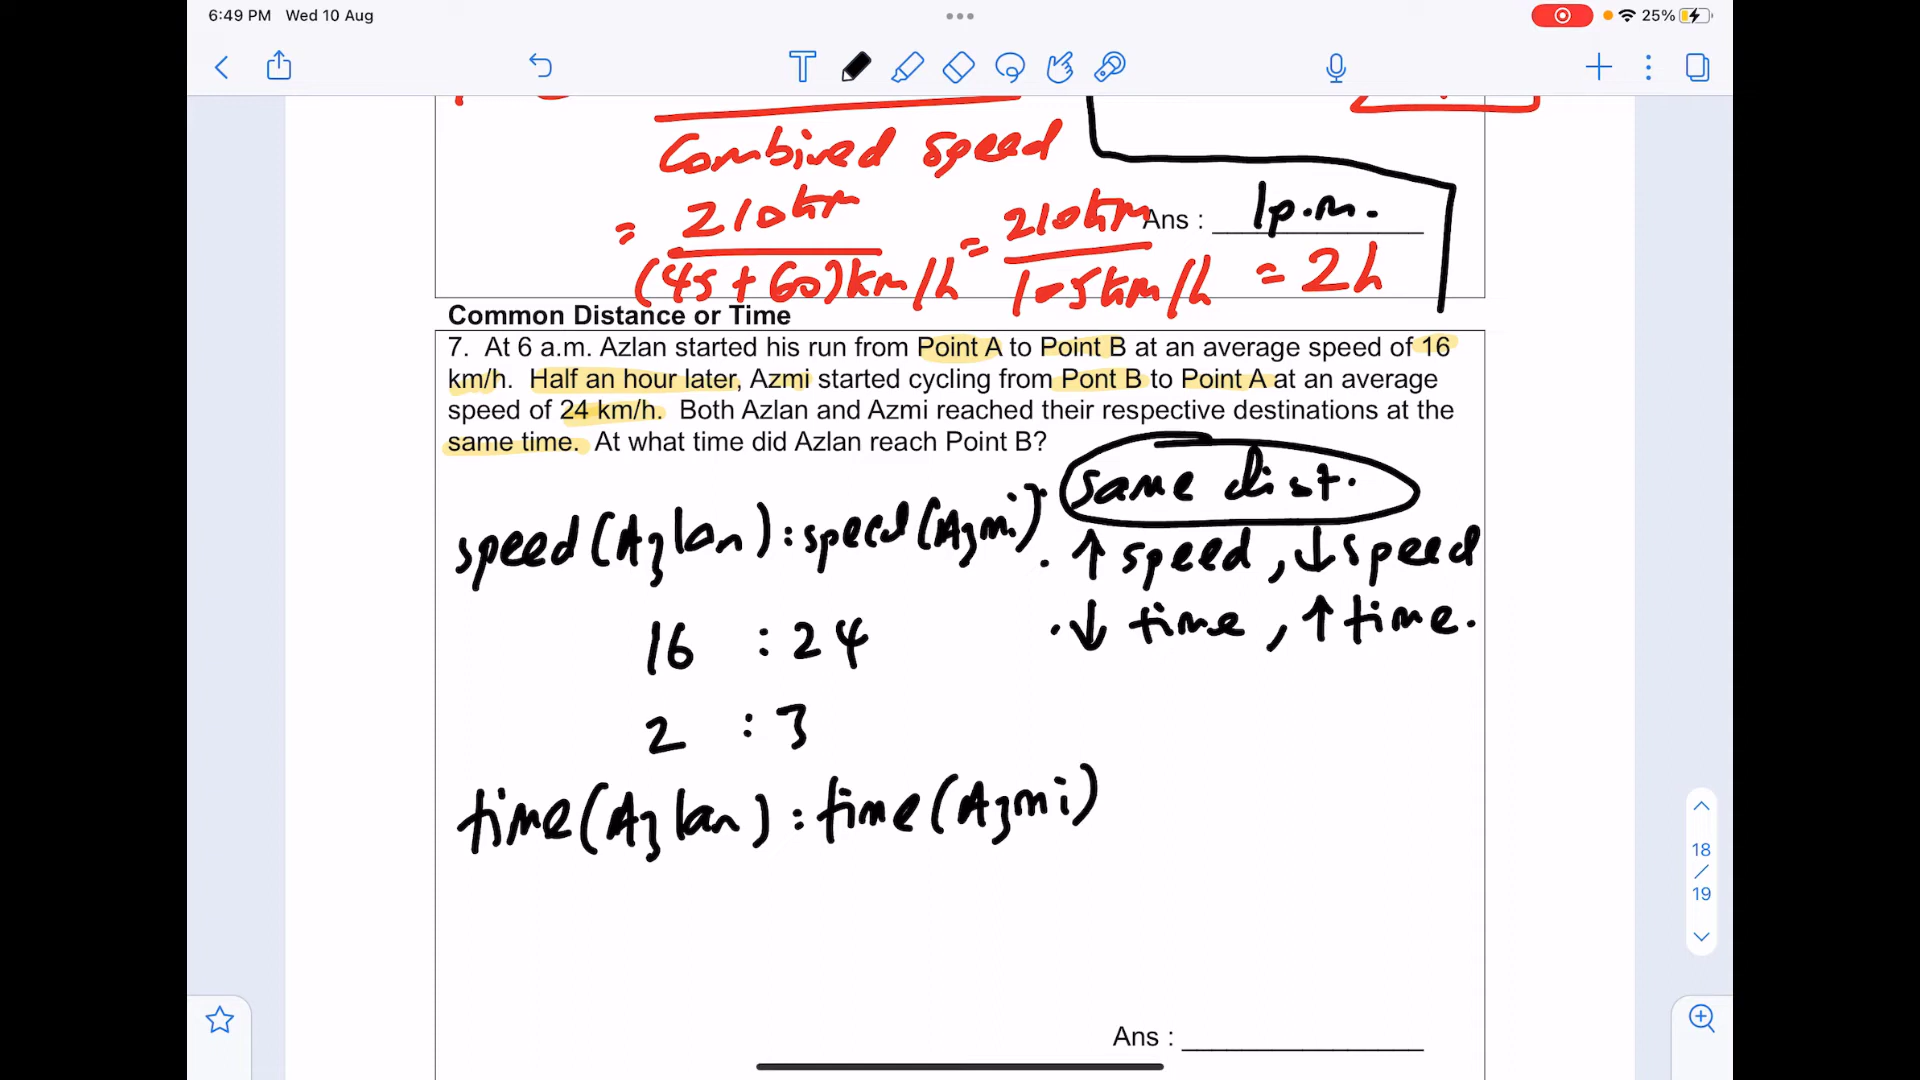 6:49 PM Wed 10 Aug
25%
T
Combined speed
= 210km = 210km = 2h
(45+60)km/h 105km/h
Ans : 1p.m.
Common Distance or Time
7. At 6 a.m. Azlan started his run from Point A to Point B at an average speed of 16
km/h. Half an hour later, Azmi started cycling from Pont B to Point A at an average
speed of 24 km/h. Both Azlan and Azmi reached their respective destinations at the
same time. At what time did Azlan reach Point B?
same dist.
speed(Azlan):speed(Azmi)
. ↑ speed, ↓ speed
. ↓ time, ↑ time.
16 : 24
2 : 3
time(Azlan):time(Azmi)
18
/
19
Ans :